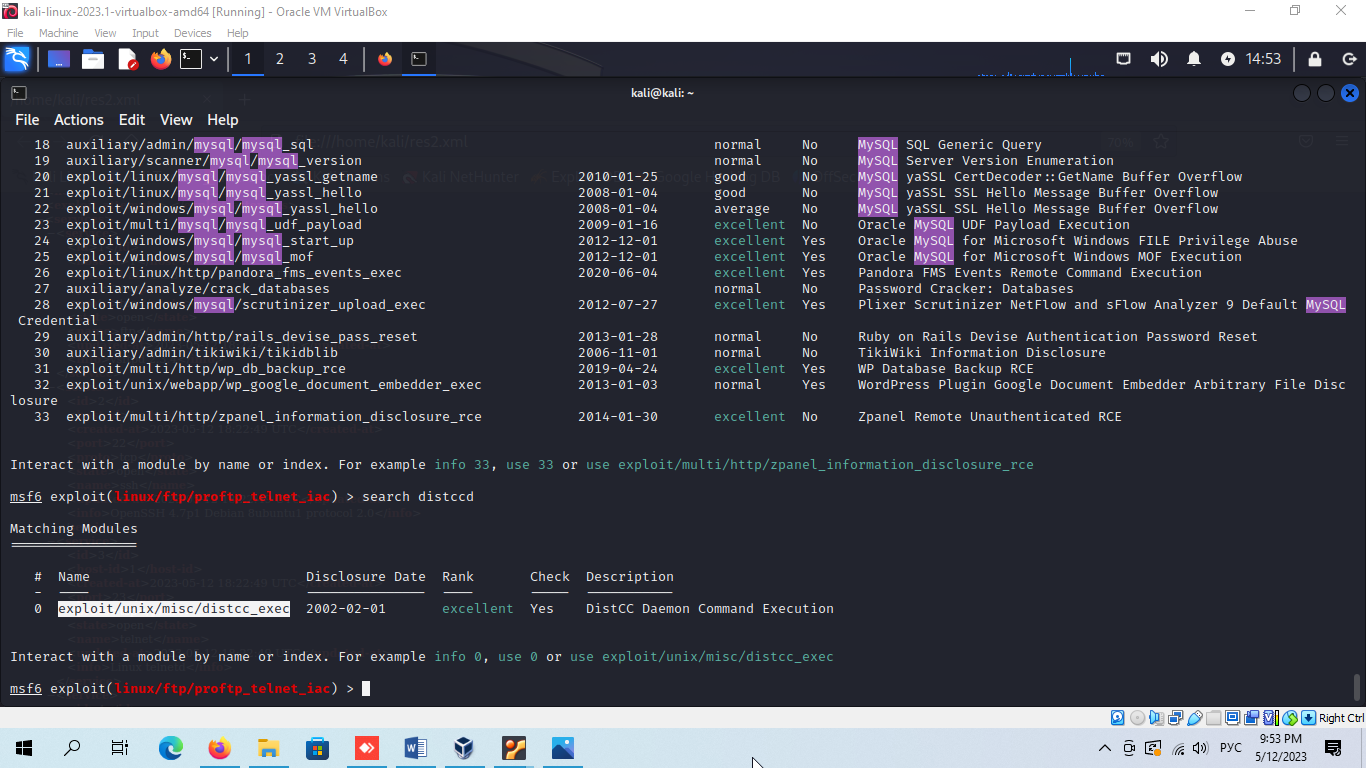 kali-linux-2023.1-virtualbox-amd64 [Running] - Oracle VM VirtualBox
File Machine View Input Devices Help
1 2 3 4 14:53
kali@kali: ~
File Actions Edit View Help
18 auxiliary/admin/mysql/mysql_sql normal No MySQL SQL Generic Query
19 auxiliary/scanner/mysql/mysql_version normal No MySQL Server Version Enumeration
20 exploit/linux/mysql/mysql_yassl_getname 2010-01-25 good No MySQL yaSSL CertDecoder::GetName Buffer Overflow
21 exploit/linux/mysql/mysql_yassl_hello 2008-01-04 good No MySQL yaSSL SSL Hello Message Buffer Overflow
22 exploit/windows/mysql/mysql_yassl_hello 2008-01-04 average No MySQL yaSSL SSL Hello Message Buffer Overflow
23 exploit/multi/mysql/mysql_udf_payload 2009-01-16 excellent No Oracle MySQL UDF Payload Execution
24 exploit/windows/mysql/mysql_start_up 2012-12-01 excellent Yes Oracle MySQL for Microsoft Windows FILE Privilege Abuse
25 exploit/windows/mysql/mysql_mof 2012-12-01 excellent Yes Oracle MySQL for Microsoft Windows MOF Execution
26 exploit/linux/http/pandora_fms_events_exec 2020-06-04 excellent Yes Pandora FMS Events Remote Command Execution
27 auxiliary/analyze/crack_databases normal No Password Cracker: Databases
28 exploit/windows/mysql/scrutinizer_upload_exec 2012-07-27 excellent Yes Plixer Scrutinizer NetFlow and sFlow Analyzer 9 Default MySQL
Credential
29 auxiliary/admin/http/rails_devise_pass_reset 2013-01-28 normal No Ruby on Rails Devise Authentication Password Reset
30 auxiliary/admin/tikiwiki/tikidblib 2006-11-01 normal No TikiWiki Information Disclosure
31 exploit/multi/http/wp_db_backup_rce 2019-04-24 excellent Yes WP Database Backup RCE
32 exploit/unix/webapp/wp_google_document_embedder_exec 2013-01-03 normal Yes WordPress Plugin Google Document Embedder Arbitrary File Disc
losure
33 exploit/multi/http/zpanel_information_disclosure_rce 2014-01-30 excellent No Zpanel Remote Unauthenticated RCE
Interact with a module by name or index. For example info 33, use 33 or use exploit/multi/http/zpanel_information_disclosure_rce
msf6 exploit(linux/ftp/proftp_telnet_iac) > search distccd
Matching Modules
================
# Name Disclosure Date Rank Check Description
- ---- --------------- ---- ----- -----------
0 exploit/unix/misc/distcc_exec 2002-02-01 excellent Yes DistCC Daemon Command Execution
Interact with a module by name or index. For example info 0, use 0 or use exploit/unix/misc/distcc_exec
msf6 exploit(linux/ftp/proftp_telnet_iac) >
Right Ctrl
РУС
9:53 PM
5/12/2023